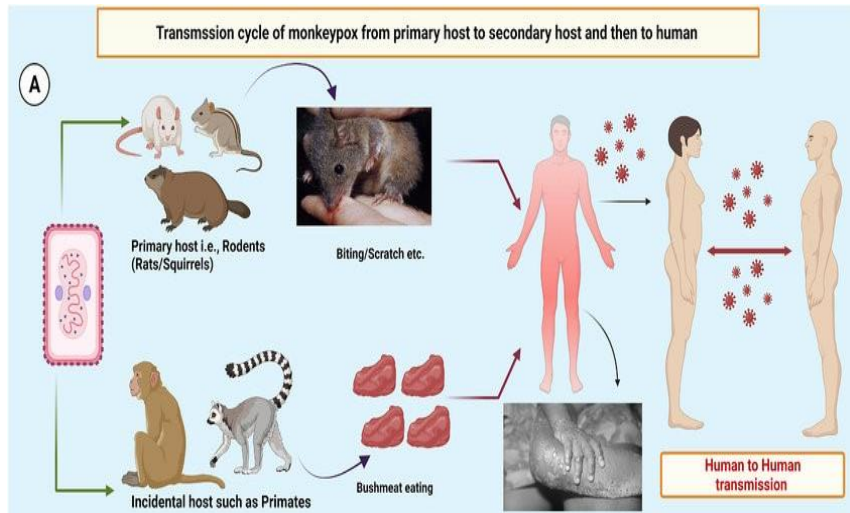 Transmssion cycle of monkeypox from primary host to secondary host and then to human
A
Primary host i.e., Rodents
(Rats/Squirrels)
Biting/Scratch etc.
Incidental host such as Primates
Bushmeat eating
Human to Human
transmission